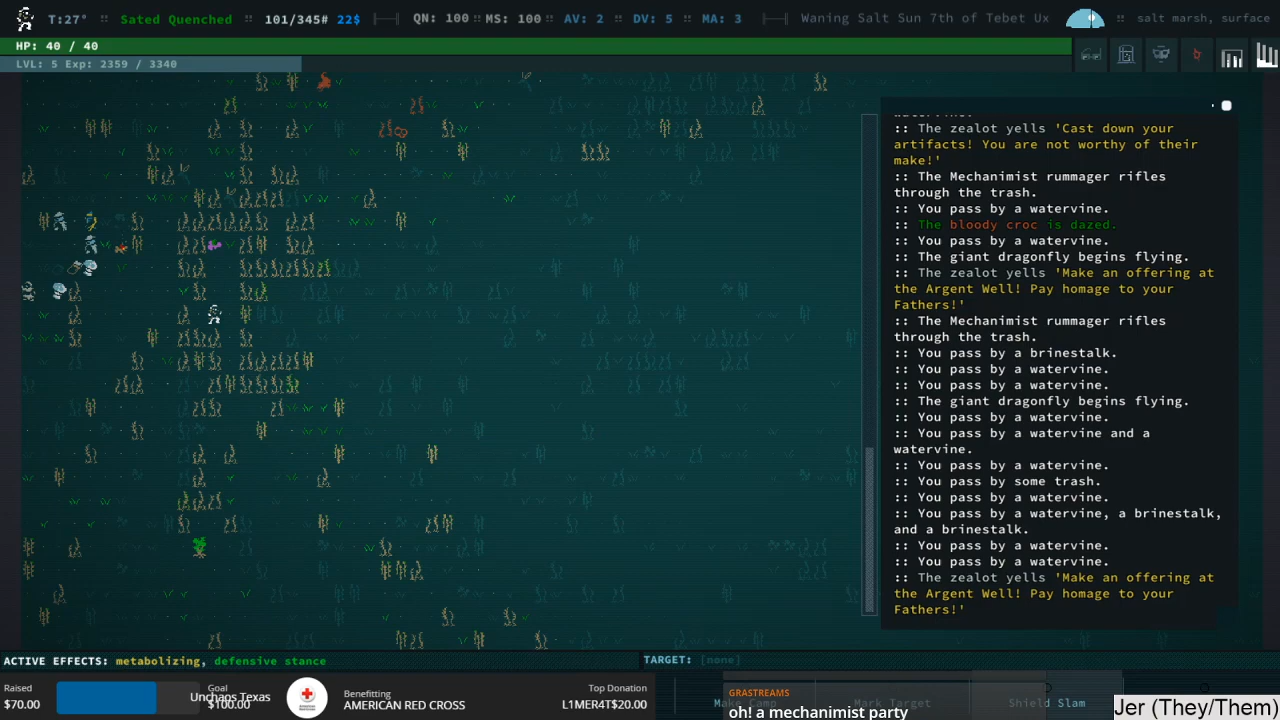 T:27° :: Sated Quenched :: 101/345# 22$ QN: 100 :: MS: 100 :: AV: 2 :: DV: 5 :: MA: 3 Waning Salt Sun 7th of Tebet Ux :: salt marsh, surface
HP: 40 / 40
LVL: 5 Exp: 2359 / 3340
:: The zealot yells 'Cast down your
artifacts! You are not worthy of their
make!'
:: The Mechanimist rummager rifles
through the trash.
:: You pass by a watervine.
:: The bloody croc is dazed.
:: You pass by a watervine.
:: The giant dragonfly begins flying.
:: The zealot yells 'Make an offering at
the Argent Well! Pay homage to your
Fathers!'
:: The Mechanimist rummager rifles
through the trash.
:: You pass by a brinestalk.
:: You pass by a watervine.
:: You pass by a watervine.
:: The giant dragonfly begins flying.
:: You pass by a watervine.
:: You pass by a watervine and a
watervine.
:: You pass by a watervine.
:: You pass by some trash.
:: You pass by a watervine.
:: You pass by a watervine, a brinestalk,
and a brinestalk.
:: You pass by a watervine.
:: You pass by a watervine.
:: The zealot yells 'Make an offering at
the Argent Well! Pay homage to your
Fathers!'
ACTIVE EFFECTS: metabolizing, defensive stance
TARGET: [none]
Raised
$70.00
Goal
Unchays Texas
Benefitting
AMERICAN RED CROSS
Top Donation
L1MER4T$20.00
GRASTREAMS
oh! a mechanimist party
Make Camp
Mark Target
Shield Slam
Jer (They/Them)